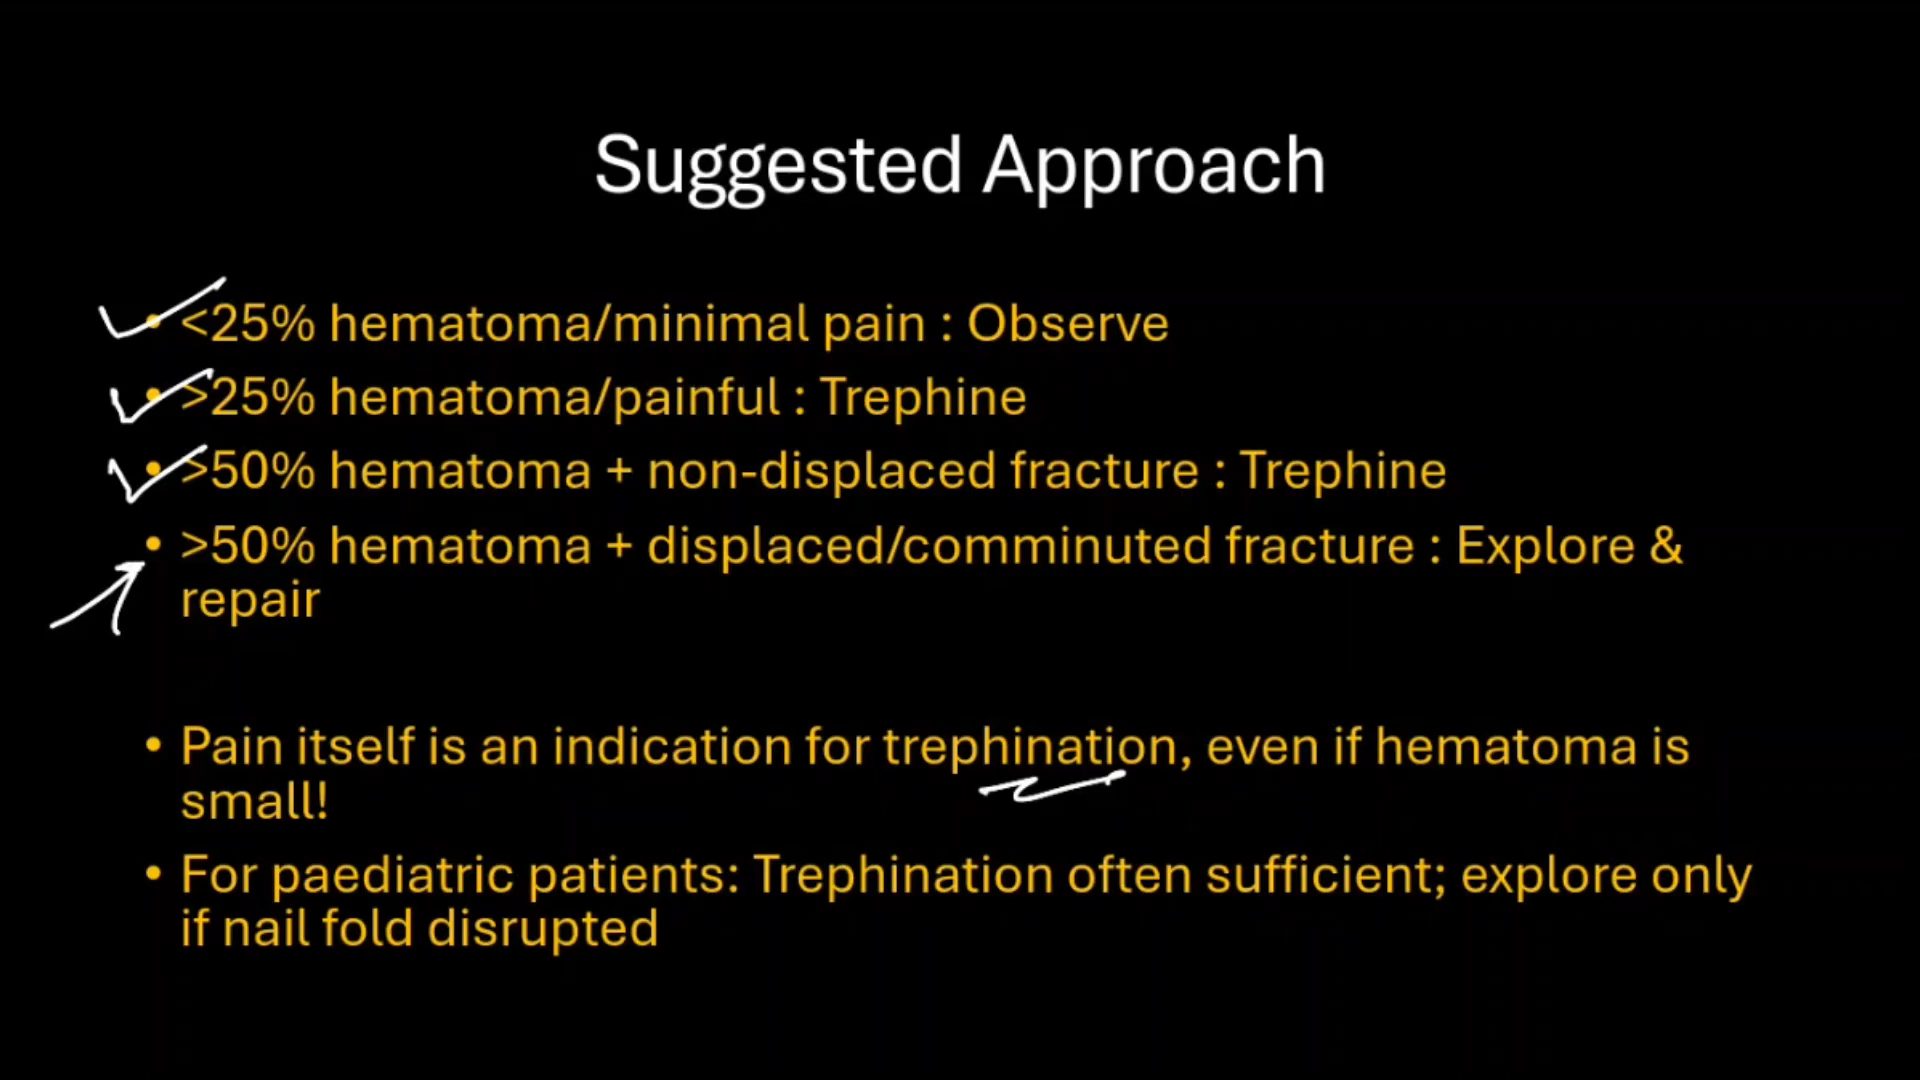 Suggested Approach
• <25% hematoma/minimal pain : Observe
• >25% hematoma/painful : Trephine
• >50% hematoma + non-displaced fracture : Trephine
• >50% hematoma + displaced/comminuted fracture : Explore &
repair
• Pain itself is an indication for trephination, even if hematoma is
small!
• For paediatric patients: Trephination often sufficient; explore only
if nail fold disrupted